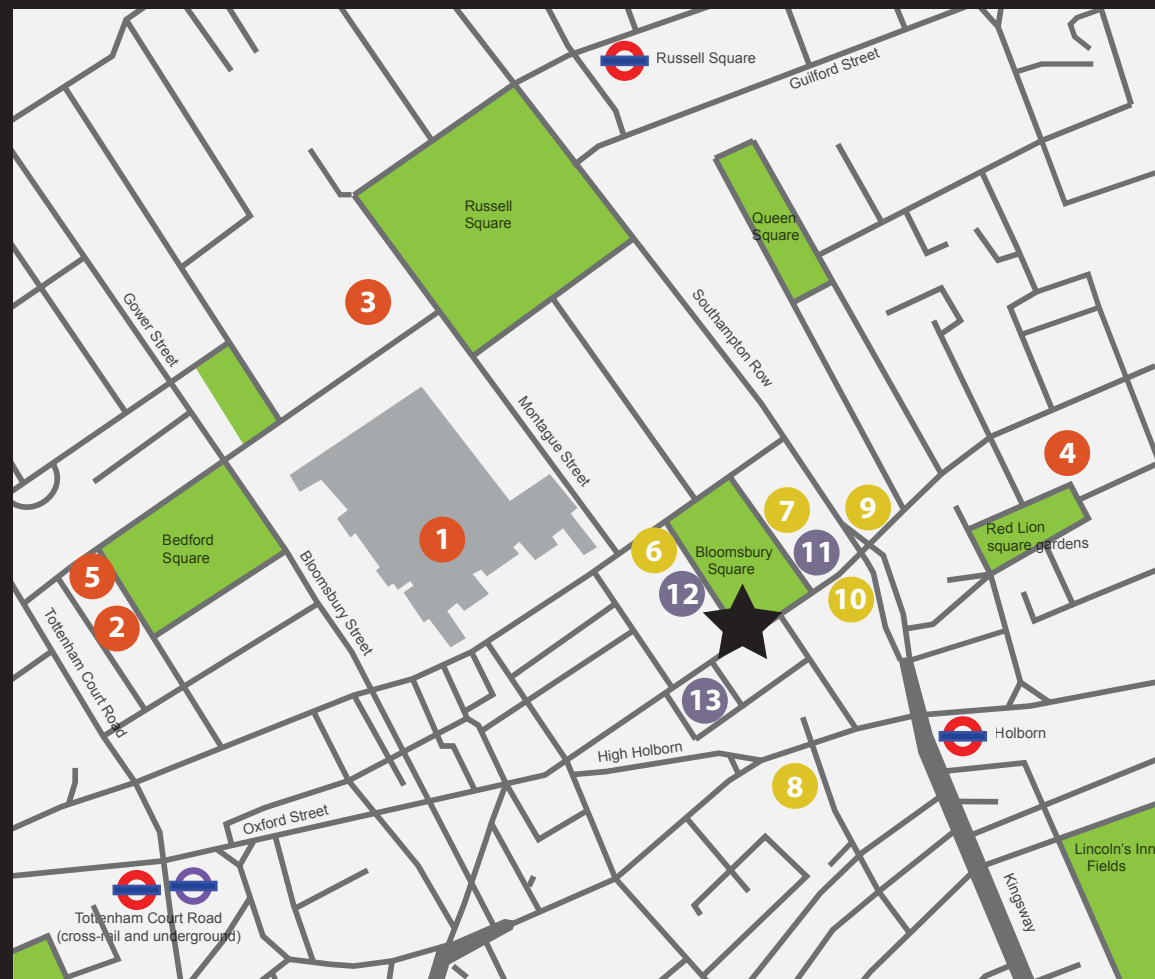 Russell Square
Guilford Street
Russell
Square
Queen
Square
3
Gower Street
Southampton Row
Montague Street
4
7
9
Red Lion
square gardens
1
Bedford
Square
6
Bloomsbury
Square
11
5
12
10
2
Bloomsbury Street
Tottenham Court Road
13
Holborn
High Holborn
8
Oxford Street
Lincoln's Inn
Fields
Kingsway
Tottenham Court Road
(cross-rail and underground)